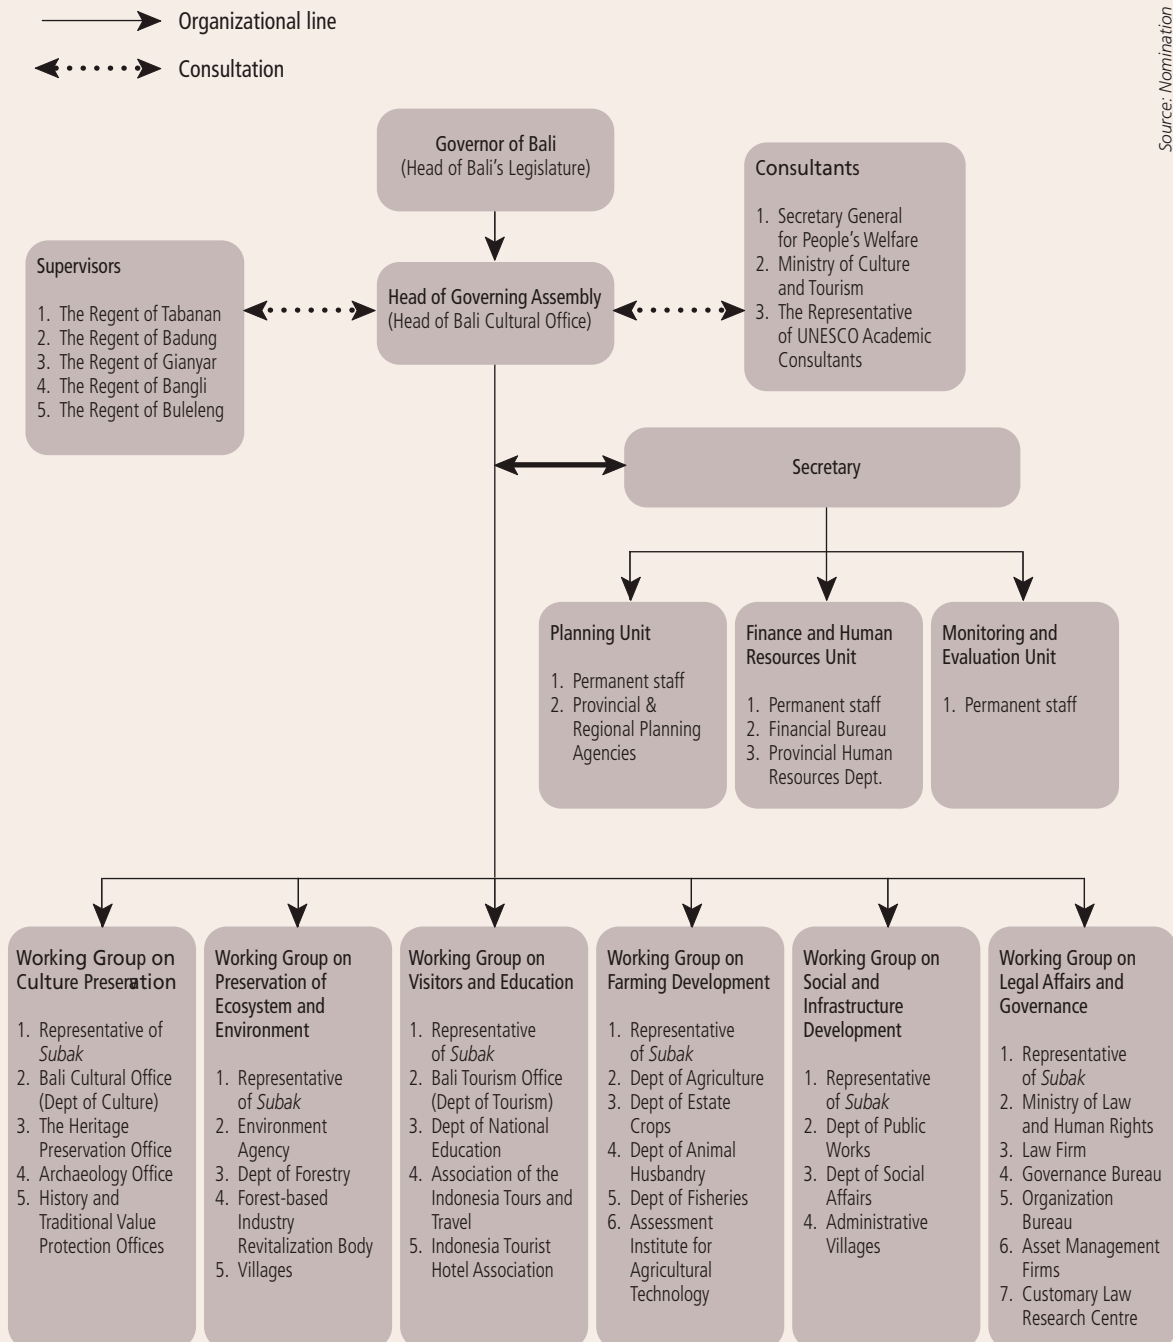 Organizational line
Consultation
Source: Nomination
Governor of Bali
(Head of Bali's Legislature)
Consultants
1. Secretary General
for People's Welfare
2. Ministry of Culture
and Tourism
3. The Representative
of UNESCO Academic
Consultants
Supervisors
1. The Regent of Tabanan
2. The Regent of Badung
3. The Regent of Gianyar
4. The Regent of Bangli
5. The Regent of Buleleng
Head of Governing Assembly
(Head of Bali Cultural Office)
Secretary
Planning Unit
1. Permanent staff
2. Provincial &
Regional Planning
Agencies
Finance and Human
Resources Unit
1. Permanent staff
2. Financial Bureau
3. Provincial Human
Resources Dept.
Monitoring and
Evaluation Unit
1. Permanent staff
Working Group on
Culture Preservation
1. Representative of
Subak
2. Bali Cultural Office
(Dept of Culture)
3. The Heritage
Preservation Office
4. Archaeology Office
5. History and
Traditional Value
Protection Offices
Working Group on
Preservation of
Ecosystem and
Environment
1. Representative
of Subak
2. Environment
Agency
3. Dept of Forestry
4. Forest-based
Industry
Revitalization Body
5. Villages
Working Group on
Visitors and Education
1. Representative
of Subak
2. Bali Tourism Office
(Dept of Tourism)
3. Dept of National
Education
4. Association of the
Indonesia Tours and
Travel
5. Indonesia Tourist
Hotel Association
Working Group on
Farming Development
1. Representative
of Subak
2. Dept of Agriculture
3. Dept of Estate
Crops
4. Dept of Animal
Husbandry
5. Dept of Fisheries
6. Assessment
Institute for
Agricultural
Technology
Working Group on
Social and
Infrastructure
Development
1. Representative
of Subak
2. Dept of Public
Works
3. Dept of Social
Affairs
4. Administrative
Villages
Working Group on
Legal Affairs and
Governance
1. Representative
of Subak
2. Ministry of Law
and Human Rights
3. Law Firm
4. Governance Bureau
5. Organization
Bureau
6. Asset Management
Firms
7. Customary Law
Research Centre